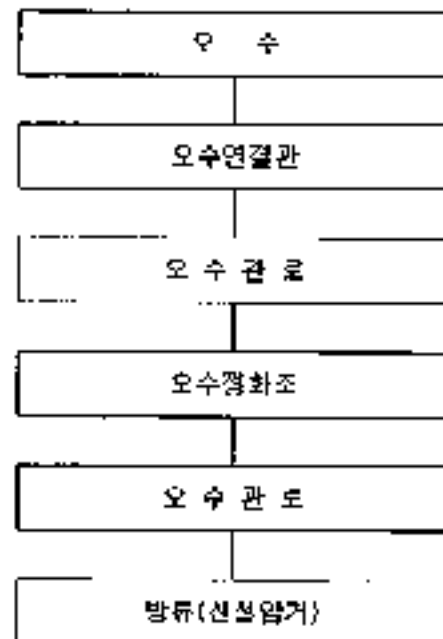 오 수
오수연결관
오 수 관 로
오수정화조
오 수 관 로
방류(신설암거)